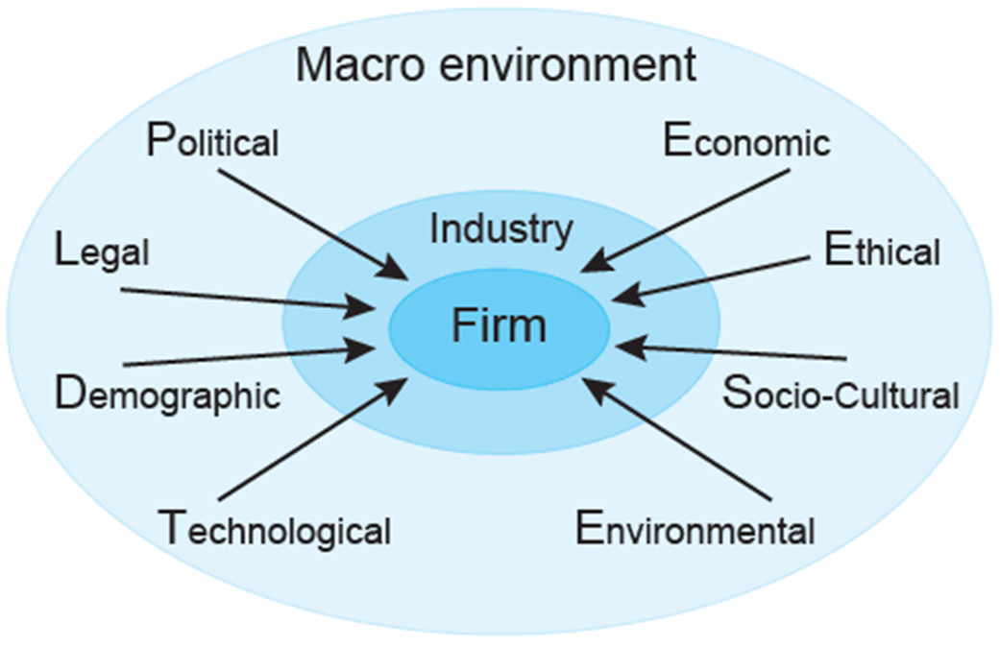 Macro environment
Political
Economic
Industry
Legal
Ethical
Firm
Demographic
Socio-Cultural
Technological
Environmental